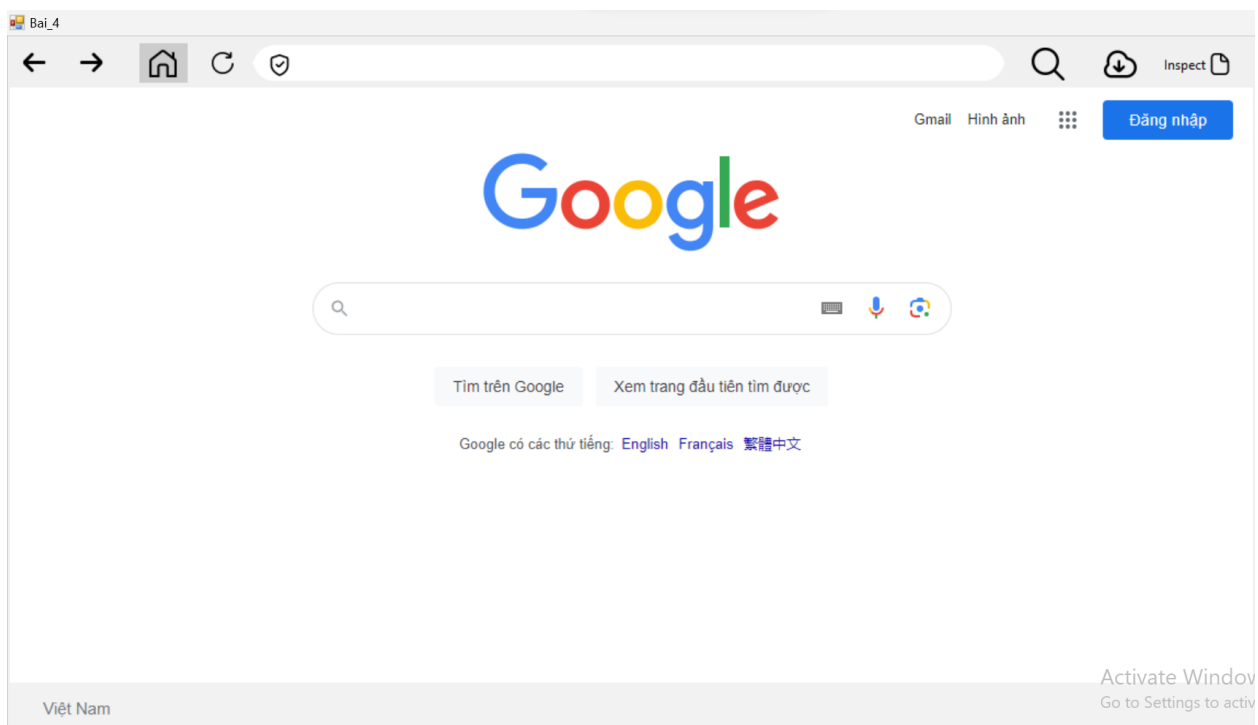 Bai_4
Inspect
Gmail Hình ảnh Đăng nhập
Google
Tìm trên Google Xem trang đầu tiên tìm được
Google có các thứ tiếng: English Français 繁體中文
Activate Window
Go to Settings to activ
Việt Nam